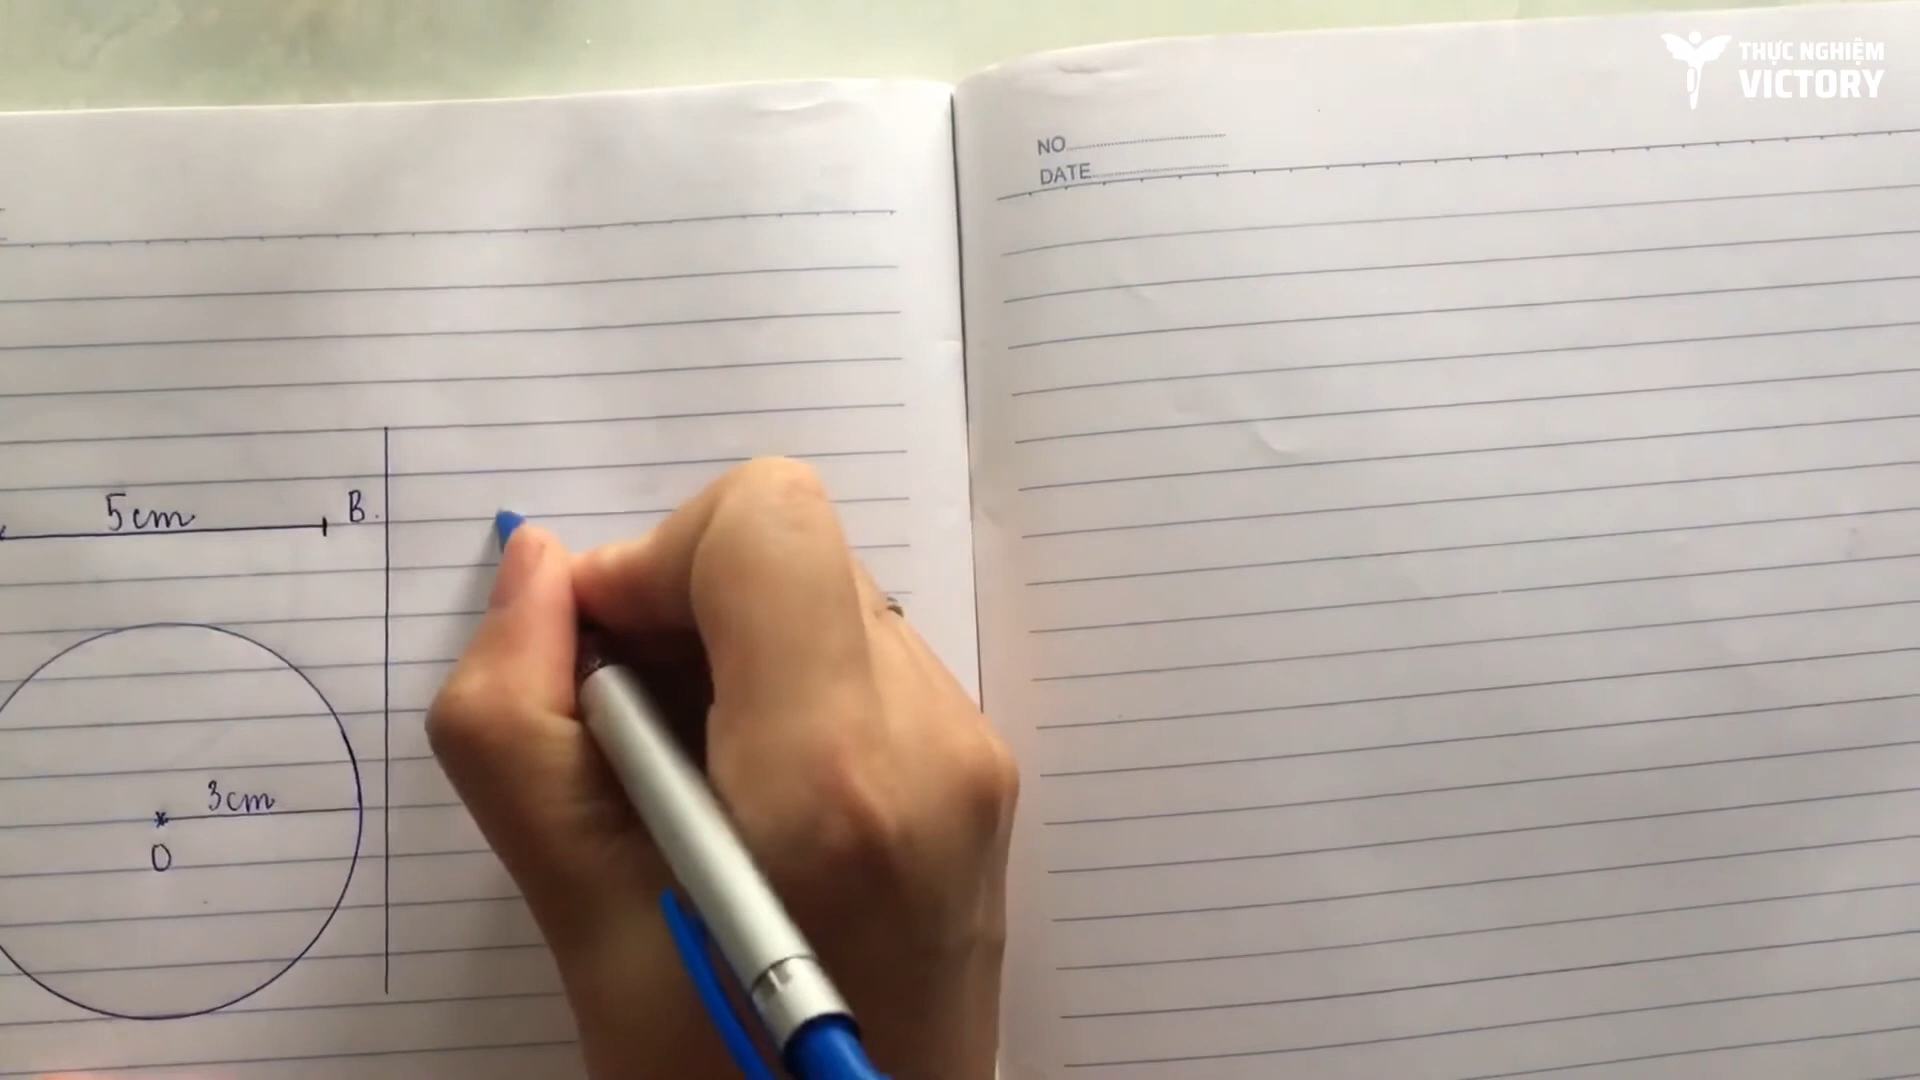 THỰC NGHIỆM
VICTORY
NO
DATE
5cm
B.
3cm
O